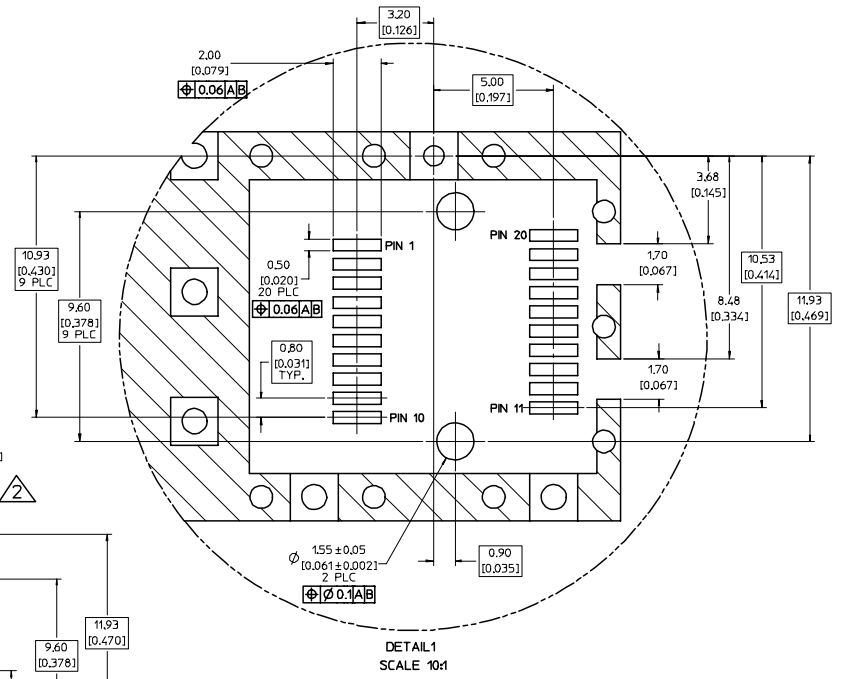 3.20
[0.126]
2.00
[0.079]
⌖ 0.06 A B
5.00
[0.197]
3.68
[0.145]
PIN 1
PIN 20
10.93
[0.430]
9 PLC
0.50
[0.020]
20 PLC
⌖ 0.06 A B
1.70
[0.067]
10.53
[0.414]
9.60
[0.378]
9 PLC
8.48
[0.334]
11.93
[0.469]
0.80
[0.031]
TYP.
1.70
[0.067]
PIN 10
PIN 11
]
2
Ø 1.55 ±0.05
[0.061±0.002]
2 PLC
⌖ Ø 0.1 A B
0.90
[0.035]
11.93
[0.470]
9.60
[0.378]
DETAIL1
SCALE 10:1